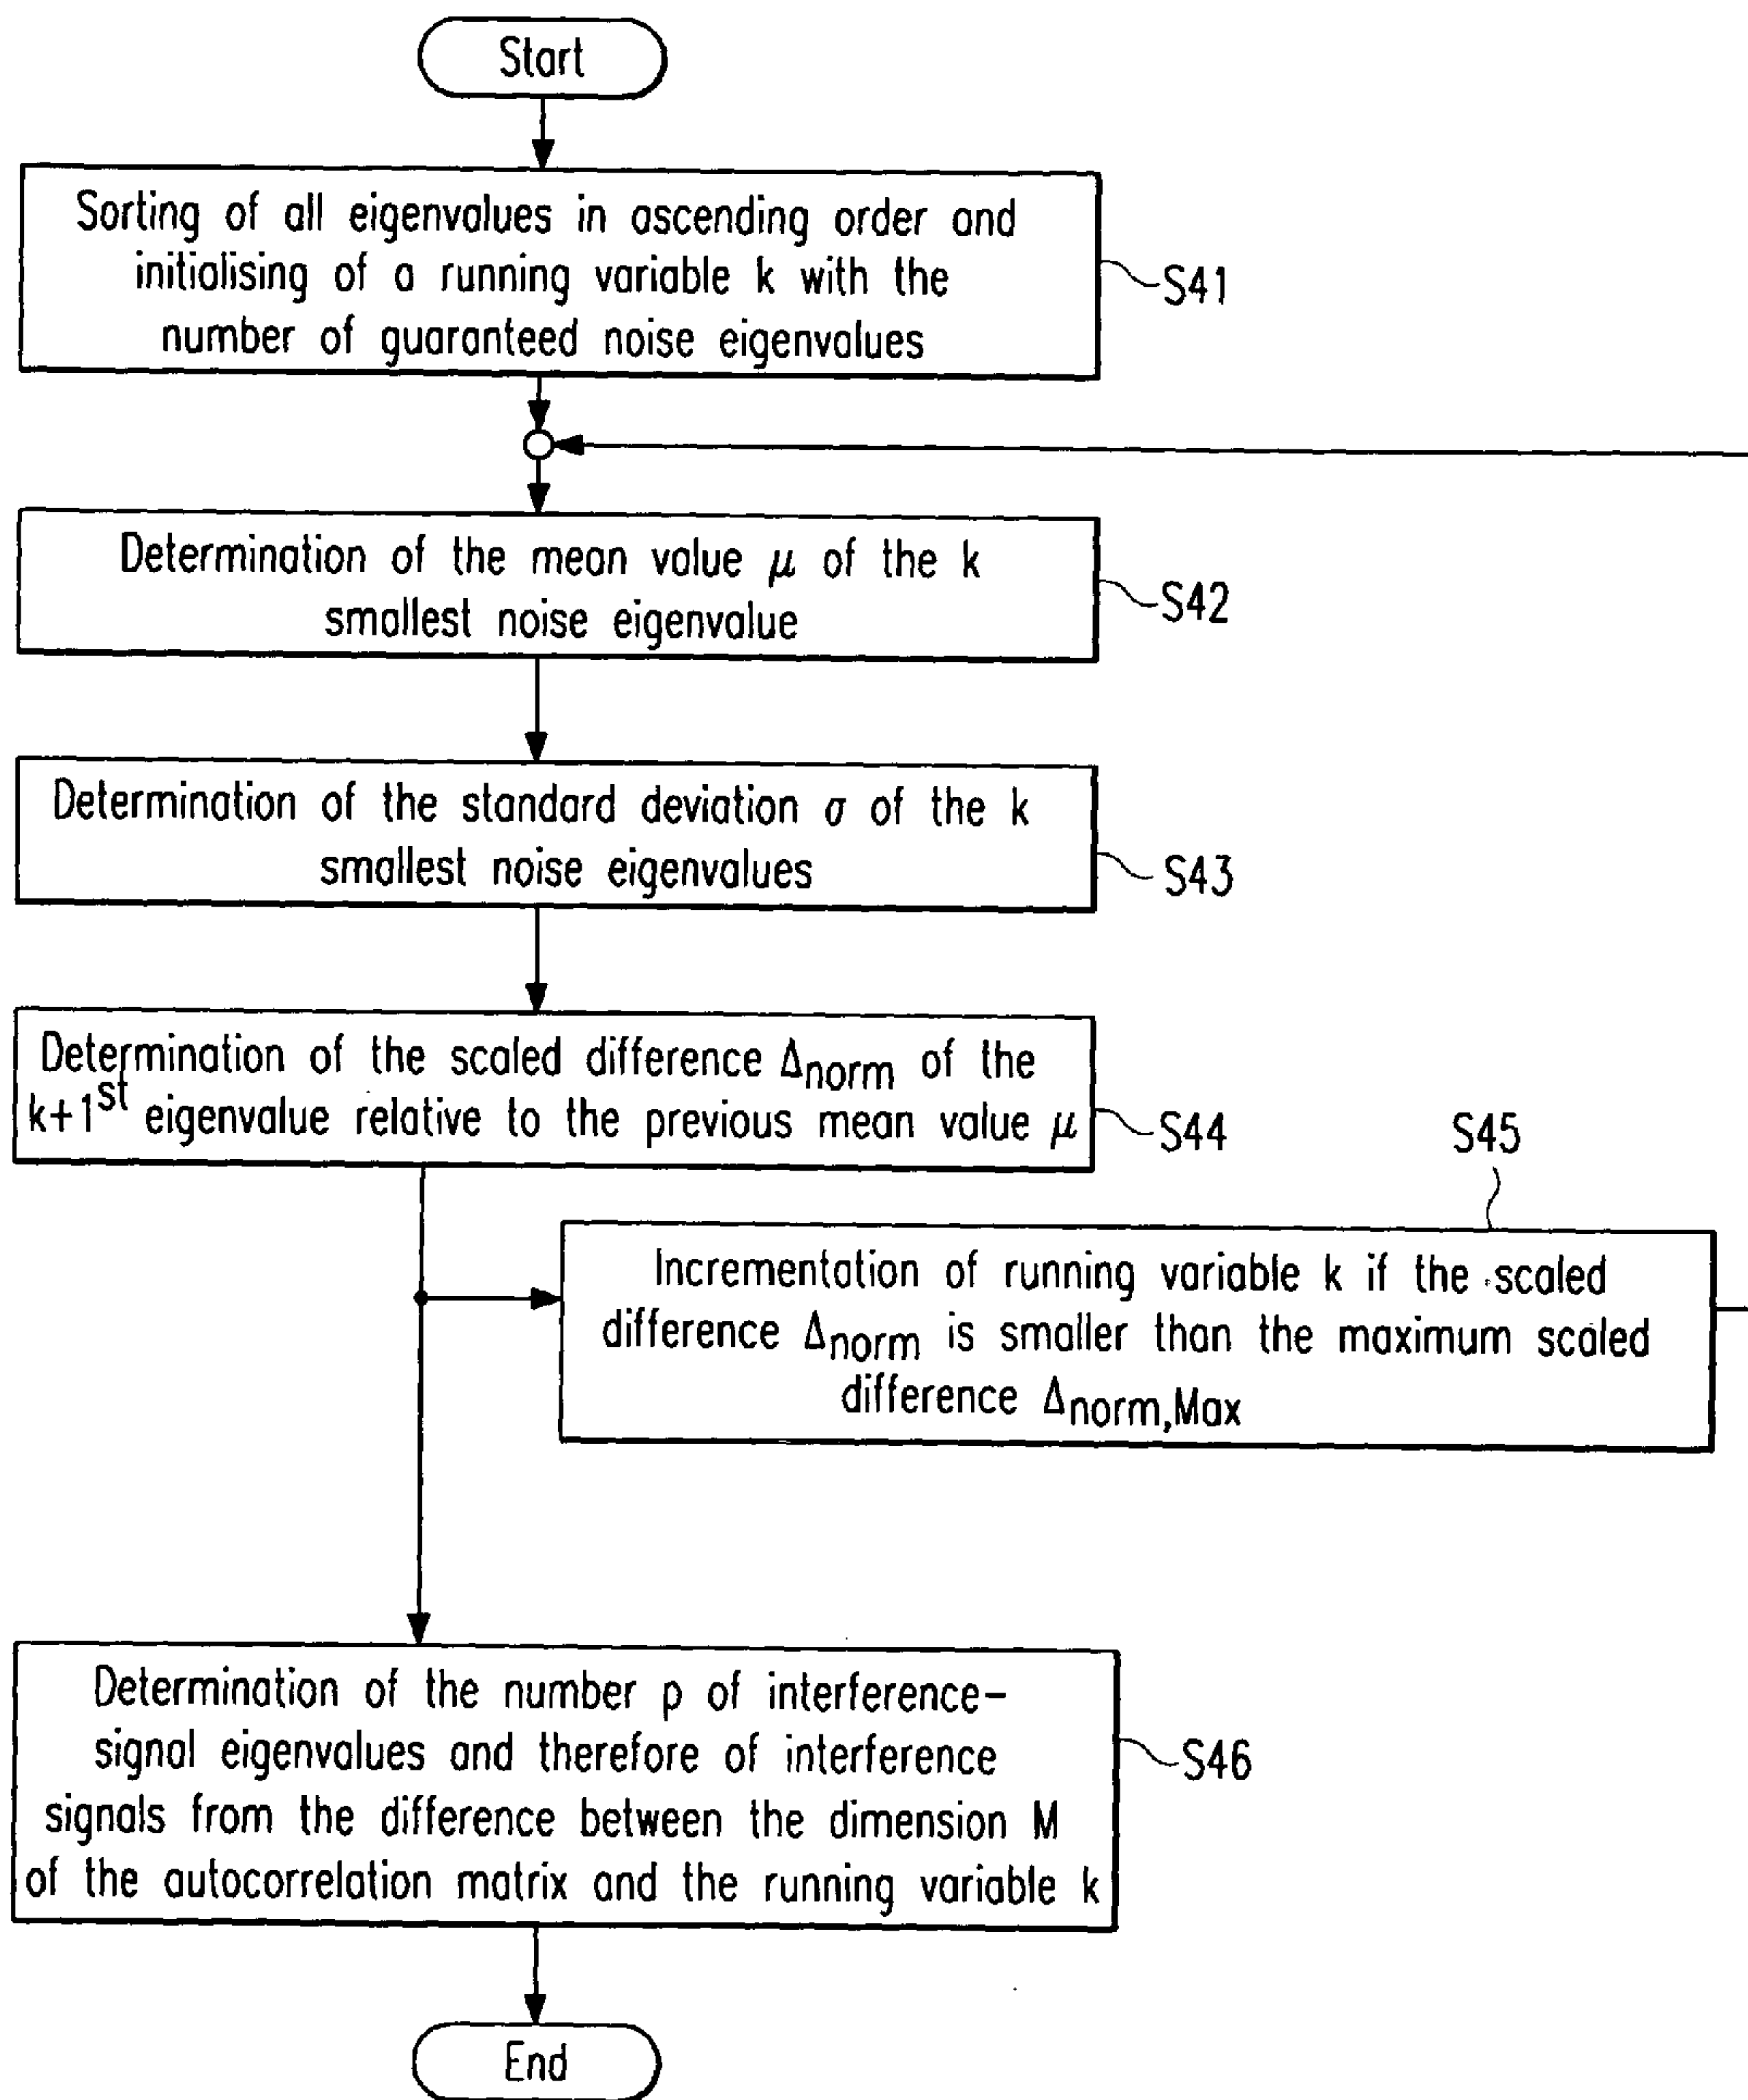 Start
Sorting of all eigenvalues in ascending order and
initialising of a running variable k with the
number of guaranteed noise eigenvalues
S41
Determination of the mean value μ of the k
smallest noise eigenvalue
S42
Determination of the standard deviation σ of the k
smallest noise eigenvalues
S43
Determination of the scaled difference Δnorm of the
k+1st eigenvalue relative to the previous mean value μ
S44
S45
Incrementation of running variable k if the scaled
difference Δnorm is smaller than the maximum scaled
difference Δnorm,Max
Determination of the number p of interference-
signal eigenvalues and therefore of interference
signals from the difference between the dimension M
of the autocorrelation matrix and the running variable k
S46
End